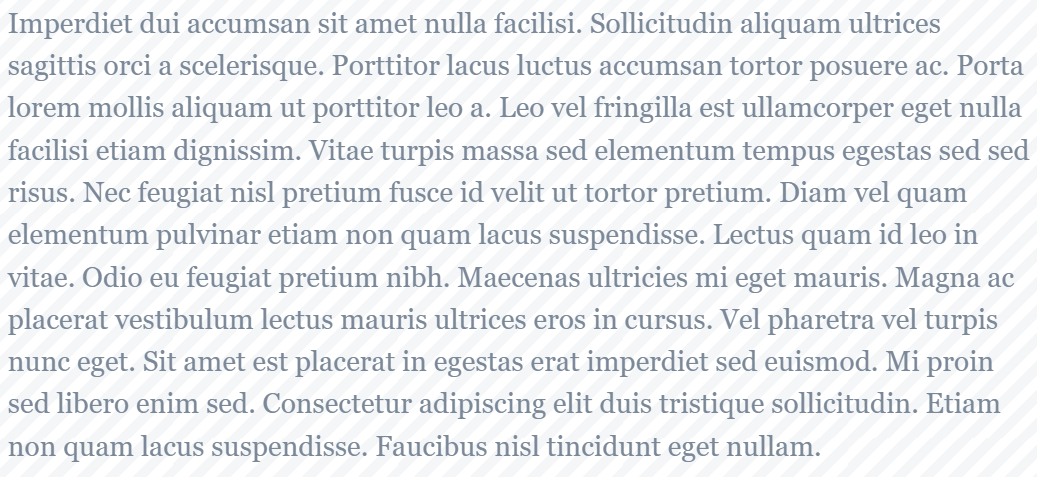 Imperdiet dui accumsan sit amet nulla facilisi. Sollicitudin aliquam ultrices
sagittis orci a scelerisque. Porttitor lacus luctus accumsan tortor posuere ac. Porta
lorem mollis aliquam ut porttitor leo a. Leo vel fringilla est ullamcorper eget nulla
facilisi etiam dignissim. Vitae turpis massa sed elementum tempus egestas sed sed
risus. Nec feugiat nisl pretium fusce id velit ut tortor pretium. Diam vel quam
elementum pulvinar etiam non quam lacus suspendisse. Lectus quam id leo in
vitae. Odio eu feugiat pretium nibh. Maecenas ultricies mi eget mauris. Magna ac
placerat vestibulum lectus mauris ultrices eros in cursus. Vel pharetra vel turpis
nunc eget. Sit amet est placerat in egestas erat imperdiet sed euismod. Mi proin
sed libero enim sed. Consectetur adipiscing elit duis tristique sollicitudin. Etiam
non quam lacus suspendisse. Faucibus nisl tincidunt eget nullam.